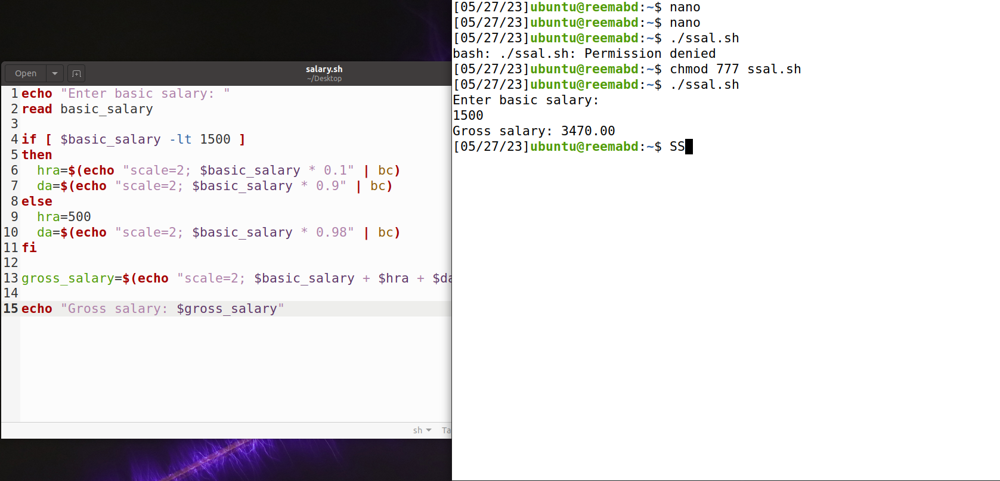 Open
salary.sh
~/Desktop
1 echo "Enter basic salary: "
2 read basic_salary
3
4 if [ $basic_salary -lt 1500 ]
5 then
6   hra=$(echo "scale=2; $basic_salary * 0.1" | bc)
7   da=$(echo "scale=2; $basic_salary * 0.9" | bc)
8 else
9   hra=500
10   da=$(echo "scale=2; $basic_salary * 0.98" | bc)
11 fi
12
13 gross_salary=$(echo "scale=2; $basic_salary + $hra + $da
14
15 echo "Gross salary: $gross_salary"
sh Ta
[05/27/23]ubuntu@reemabd:~$ nano
[05/27/23]ubuntu@reemabd:~$ nano
[05/27/23]ubuntu@reemabd:~$ ./ssal.sh
bash: ./ssal.sh: Permission denied
[05/27/23]ubuntu@reemabd:~$ chmod 777 ssal.sh
[05/27/23]ubuntu@reemabd:~$ ./ssal.sh
Enter basic salary:
1500
Gross salary: 3470.00
[05/27/23]ubuntu@reemabd:~$ SS